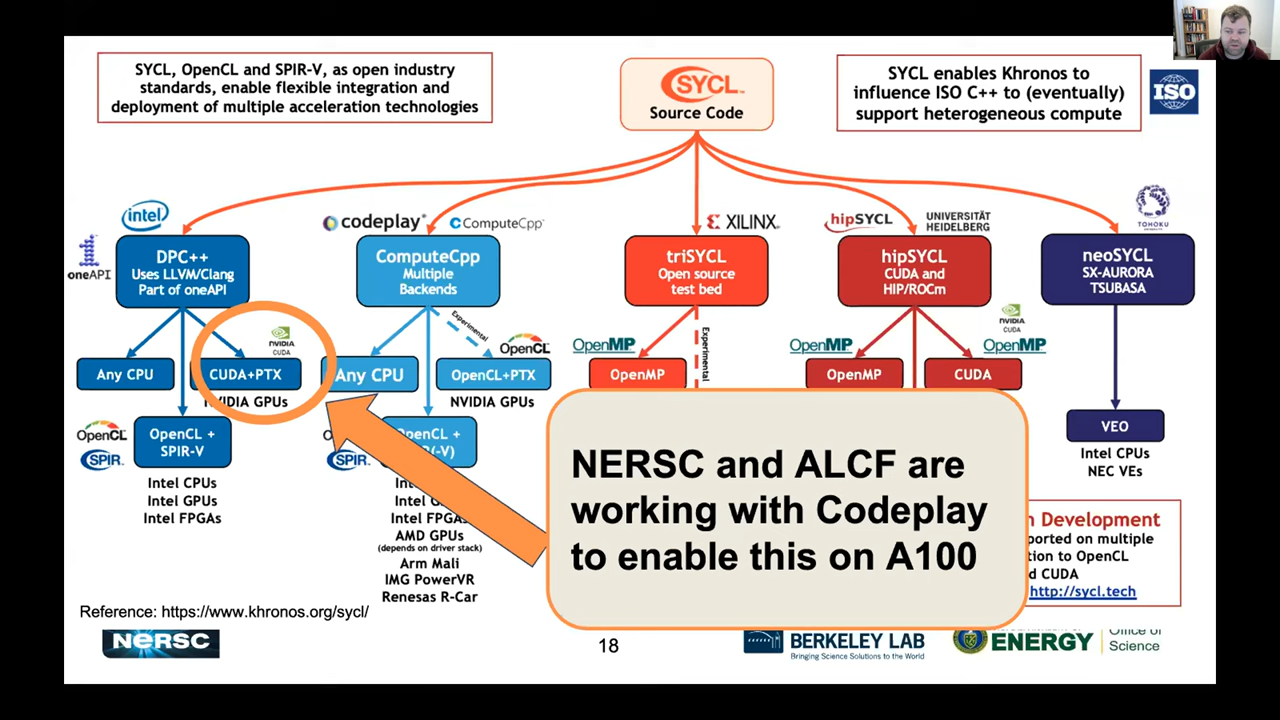 SYCL, OpenCL and SPIR-V, as open industry
standards, enable flexible integration and
deployment of multiple acceleration technologies
SYCL™
Source Code
SYCL enables Khronos to
influence ISO C++ to (eventually)
support heterogeneous compute
ISO
intel
oneAPI
DPC++
Uses LLVM/Clang
Part of oneAPI
NVIDIA
CUDA
Any CPU
CUDA+PTX
NVIDIA GPUs
OpenCL
SPIR
OpenCL +
SPIR-V
Intel CPUs
Intel GPUs
Intel FPGAs
codeplay
ComputeCpp
ComputeCpp
Multiple
Backends
Experimental
OpenCL
Any CPU
OpenCL+PTX
NVIDIA GPUs
SPIR
OpenCL +
(-V)
Intel
Intel G
Intel FPGAs
AMD GPUs
(depends on driver stack)
Arm Mali
IMG PowerVR
Renesas R-Car
XILINX
triSYCL
Open source
test bed
OpenMP
Experimental
OpenMP
hipSYCL
UNIVERSITÄT
HEIDELBERG
hipSYCL
CUDA and
HIP/ROCm
NVIDIA
CUDA
OpenMP
OpenMP
OpenMP
CUDA
TOHOKU
neoSYCL
SX-AURORA
TSUBASA
VEO
Intel CPUs
NEC VEs
NERSC and ALCF are
working with Codeplay
to enable this on A100
n Development
ported on multiple
tion to OpenCL
d CUDA
http://sycl.tech
Reference: https://www.khronos.org/sycl/
NERSC
18
BERKELEY LAB
Bringing Science Solutions to the World
ENERGY
Office of
Science